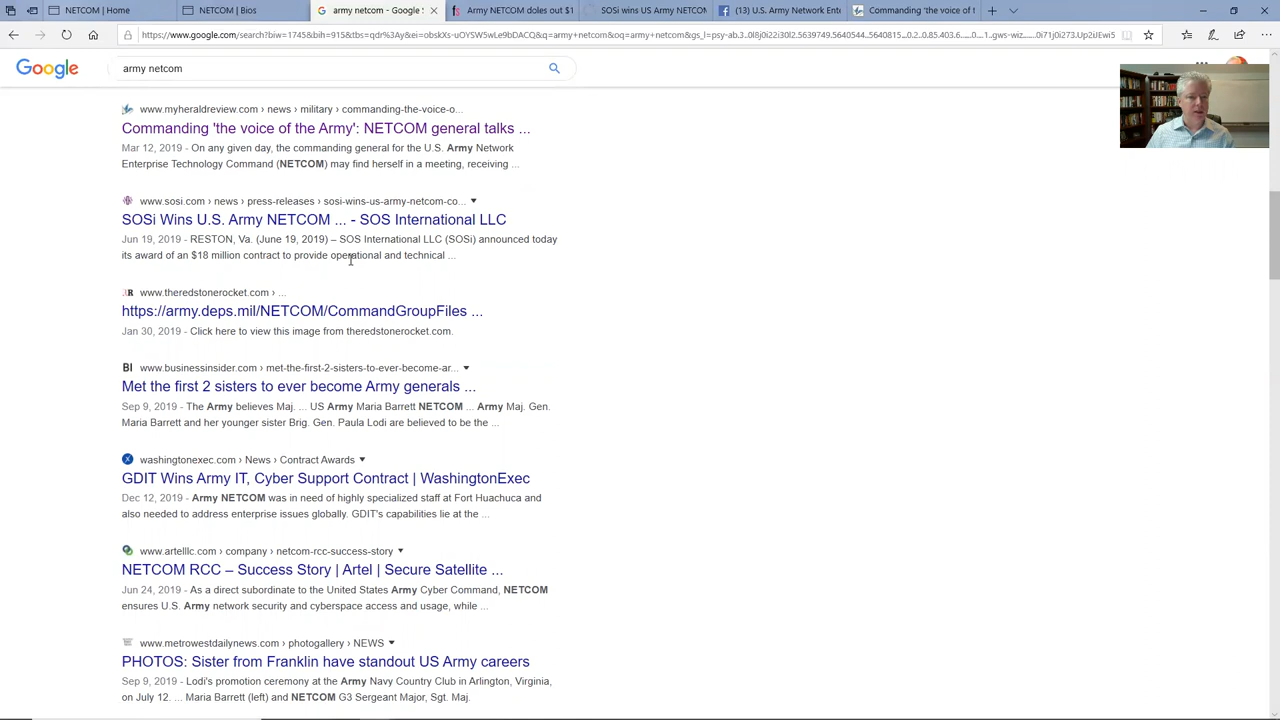 NETCOM | Home
NETCOM | Bios
army netcom - Google S
Army NETCOM doles out $1
SOSi wins US Army NETCOM
(13) U.S. Army Network Ente
Commanding 'the voice of t
Google
army netcom
www.myheraldreview.com › news › military › commanding-the-voice-o...
Commanding 'the voice of the Army': NETCOM general talks ...
Mar 12, 2019 - On any given day, the commanding general for the U.S. Army Network
Enterprise Technology Command (NETCOM) may find herself in a meeting, receiving ...
www.sosi.com › news › press-releases › sosi-wins-us-army-netcom-co...
SOSi Wins U.S. Army NETCOM ... - SOS International LLC
Jun 19, 2019 - RESTON, Va. (June 19, 2019) – SOS International LLC (SOSi) announced today
its award of an $18 million contract to provide operational and technical ...
www.theredstonerocket.com › ...
https://army.deps.mil/NETCOM/CommandGroupFiles ...
Jan 30, 2019 - Click here to view this image from theredstonerocket.com.
BI www.businessinsider.com › met-the-first-2-sisters-to-ever-become-ar...
Met the first 2 sisters to ever become Army generals ...
Sep 9, 2019 - The Army believes Maj. ... US Army Maria Barrett NETCOM ... Army Maj. Gen.
Maria Barrett and her younger sister Brig. Gen. Paula Lodi are believed to be the ...
washingtonexec.com › News › Contract Awards
GDIT Wins Army IT, Cyber Support Contract | WashingtonExec
Dec 12, 2019 - Army NETCOM was in need of highly specialized staff at Fort Huachuca and
also needed to address enterprise issues globally. GDIT's capabilities lie at the ...
www.artelllc.com › company › netcom-rcc-success-story
NETCOM RCC – Success Story | Artel | Secure Satellite ...
Jun 24, 2019 - As a direct subordinate to the United States Army Cyber Command, NETCOM
ensures U.S. Army network security and cyberspace access and usage, while ...
www.metrowestdailynews.com › photogallery › NEWS
PHOTOS: Sister from Franklin have standout US Army careers
Sep 9, 2019 - Lodi's promotion ceremony at the Army Navy Country Club in Arlington, Virginia,
on July 12. ... Maria Barrett (left) and NETCOM G3 Sergeant Major, Sgt. Maj.